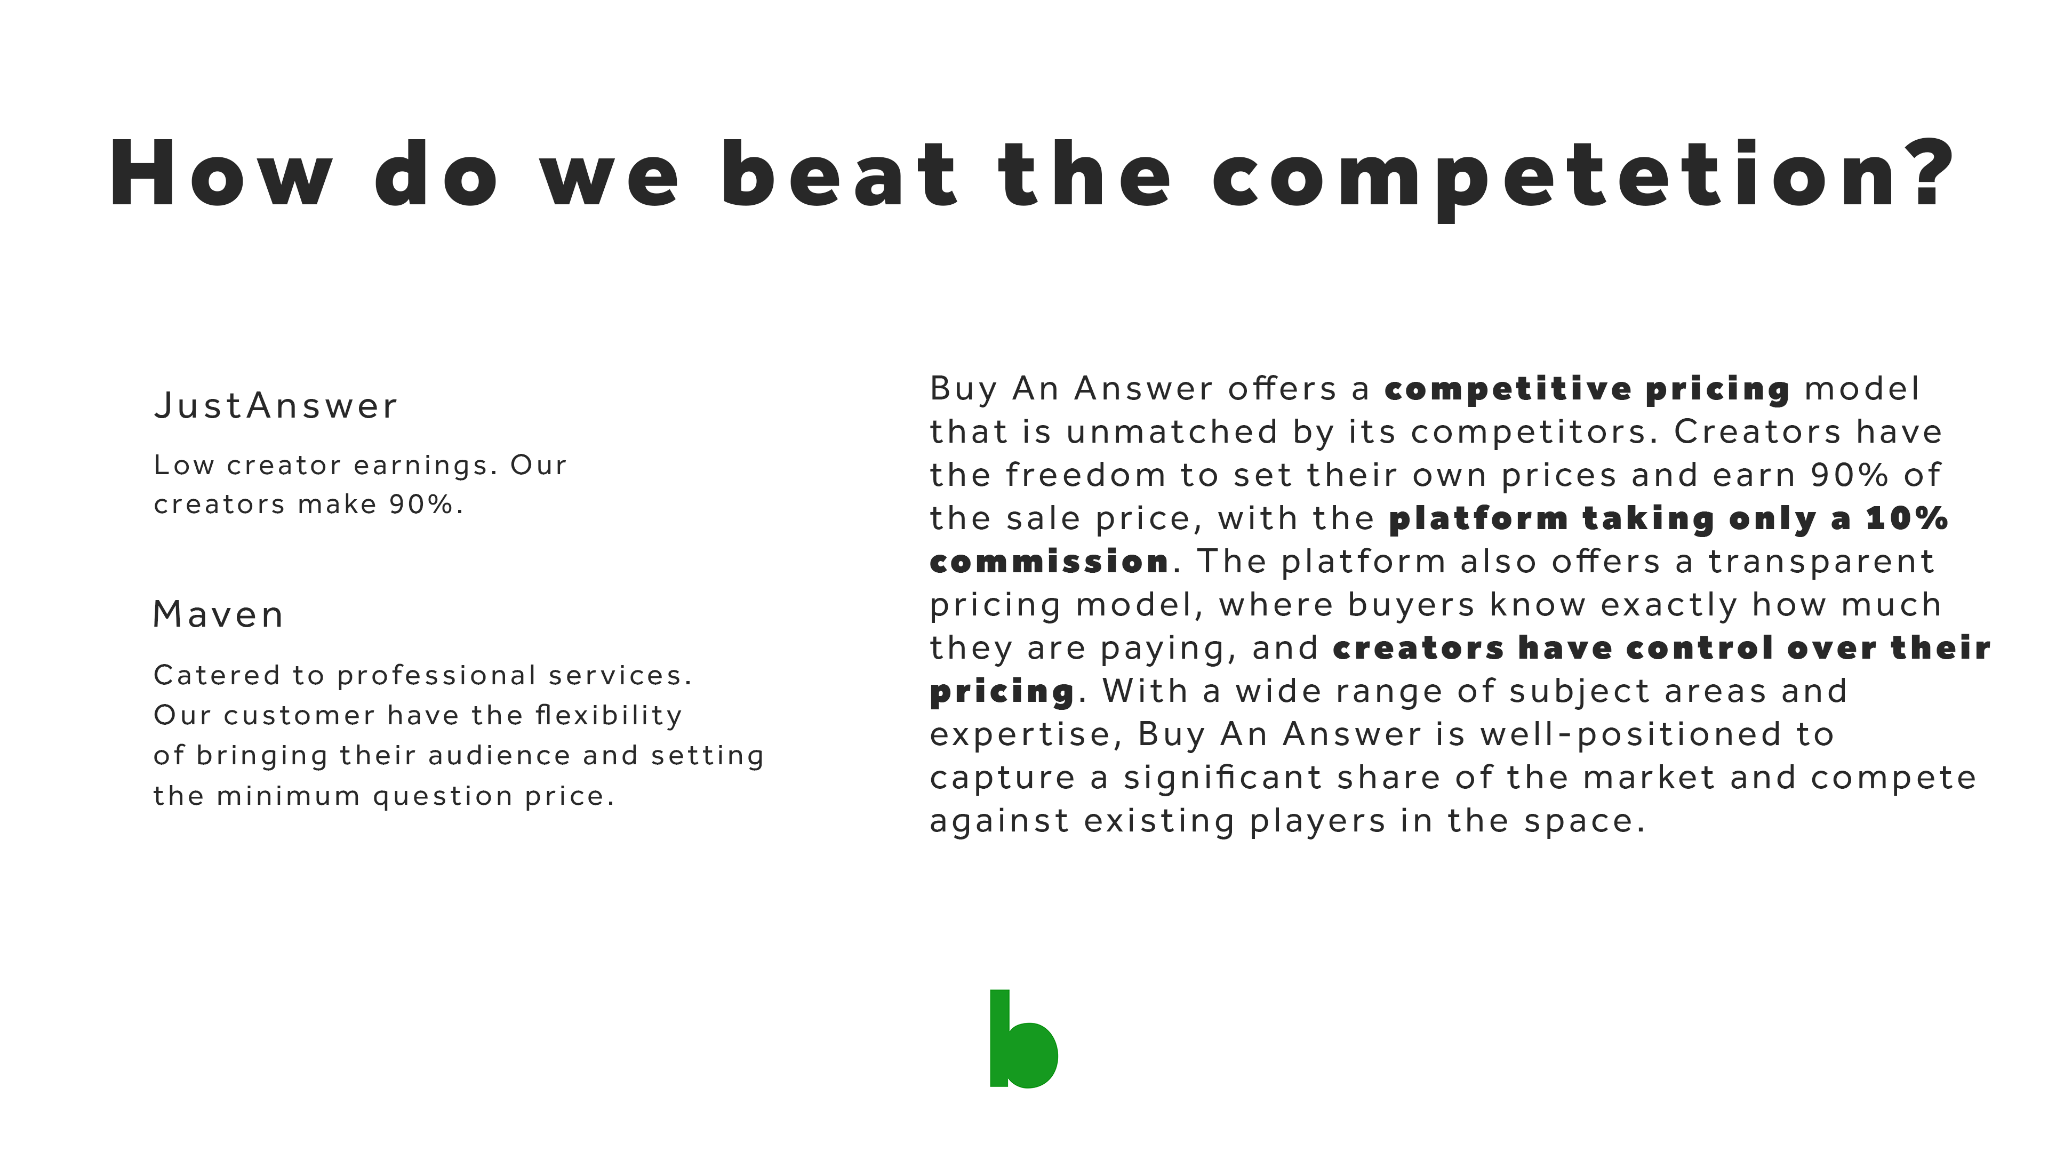 How do we beat the competetion?
JustAnswer
Low creator earnings. Our
creators make 90%.
Maven
Catered to professional services.
Our customer have the flexibility
of bringing their audience and setting
the minimum question price.
Buy An Answer offers a competitive pricing model
that is unmatched by its competitors. Creators have
the freedom to set their own prices and earn 90% of
the sale price, with the platform taking only a 10%
commission. The platform also offers a transparent
pricing model, where buyers know exactly how much
they are paying, and creators have control over their
pricing. With a wide range of subject areas and
expertise, Buy An Answer is well-positioned to
capture a significant share of the market and compete
against existing players in the space.
b